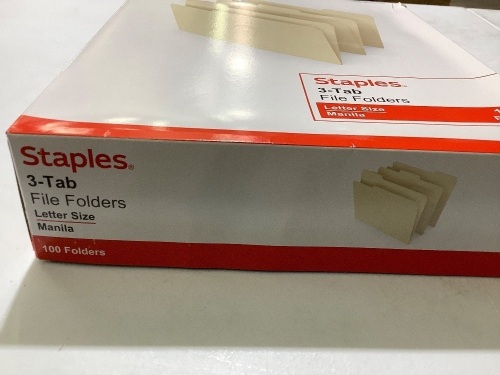 Staples®
3-Tab
File Folders
Letter Size
Manila
Staples®
3-Tab
File Folders
Letter Size
Manila
100 Folders